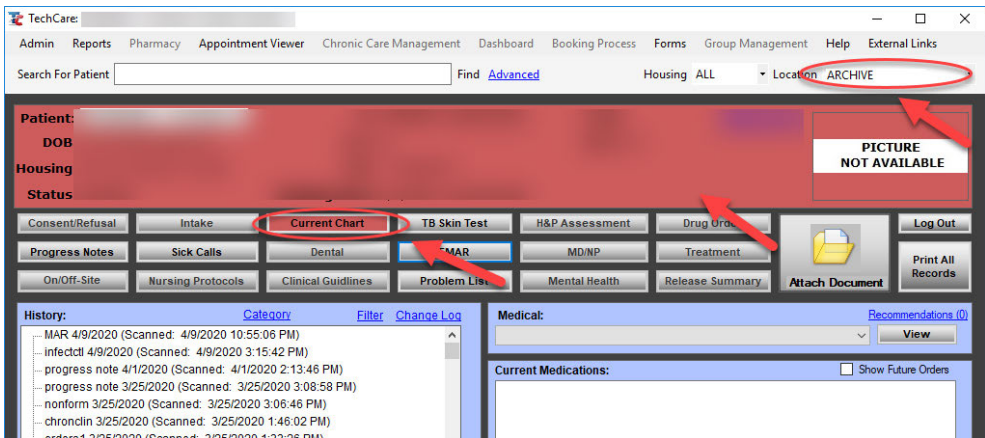 TechCare:
Admin Reports Pharmacy Appointment Viewer Chronic Care Management Dashboard Booking Process Forms Group Management Help External Links
Search For Patient Find Advanced Housing ALL Location ARCHIVE
Patient:
DOB
Housing
Status
PICTURE
NOT AVAILABLE
Consent/Refusal Intake Current Chart TB Skin Test H&P Assessment Drug Log Out
Progress Notes Sick Calls Dental MD/NP Treatment Print All
Records
On/Off-Site Nursing Protocols Clinical Guidlines Problem List Mental Health Release Summary Attach Document
History: Category Filter Change Log
MAR 4/9/2020 (Scanned: 4/9/2020 10:55:06 PM)
infectctl 4/9/2020 (Scanned: 4/9/2020 3:15:42 PM)
progress note 4/1/2020 (Scanned: 4/1/2020 2:13:46 PM)
progress note 3/25/2020 (Scanned: 3/25/2020 3:08:58 PM)
nonform 3/25/2020 (Scanned: 3/25/2020 3:06:46 PM)
chronclin 3/25/2020 (Scanned: 3/25/2020 1:46:02 PM)
Medical: Recommendations (0)
View
Current Medications: Show Future Orders